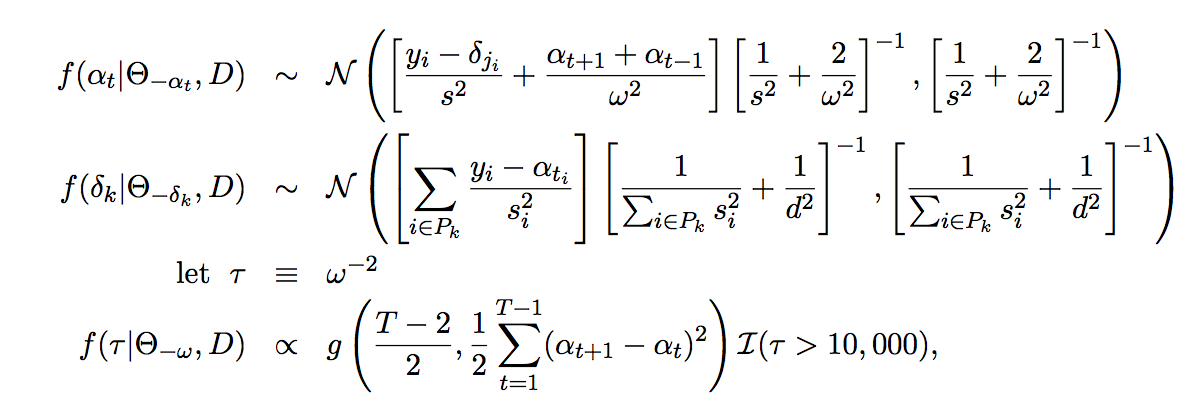 f(α_t|Θ_{−α_t}, D) ∼ 𝒩([(y_i − δ_{j_i})/s² + (α_{t+1} + α_{t−1})/ω²] [1/s² + 2/ω²]^{−1}, [1/s² + 2/ω²]^{−1})
f(δ_k|Θ_{−δ_k}, D) ∼ 𝒩([∑_{i∈P_k} (y_i − α_{t_i})/s_i²] [1/(∑_{i∈P_k} s_i²) + 1/d²]^{−1}, [1/(∑_{i∈P_k} s_i²) + 1/d²]^{−1})
let τ ≡ ω^{−2}
f(τ|Θ_{−ω}, D) ∝ g((T − 2)/2, 1/2 ∑_{t=1}^{T−1} (α_{t+1} − α_t)²) ℐ(τ > 10, 000),